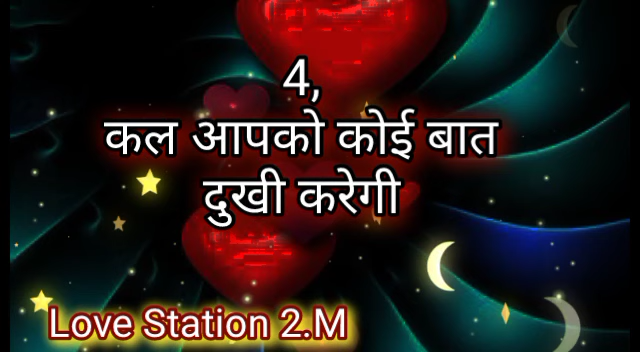 4,
कल आपको कोई बात
दुखी करेगी
Love Station 2.M